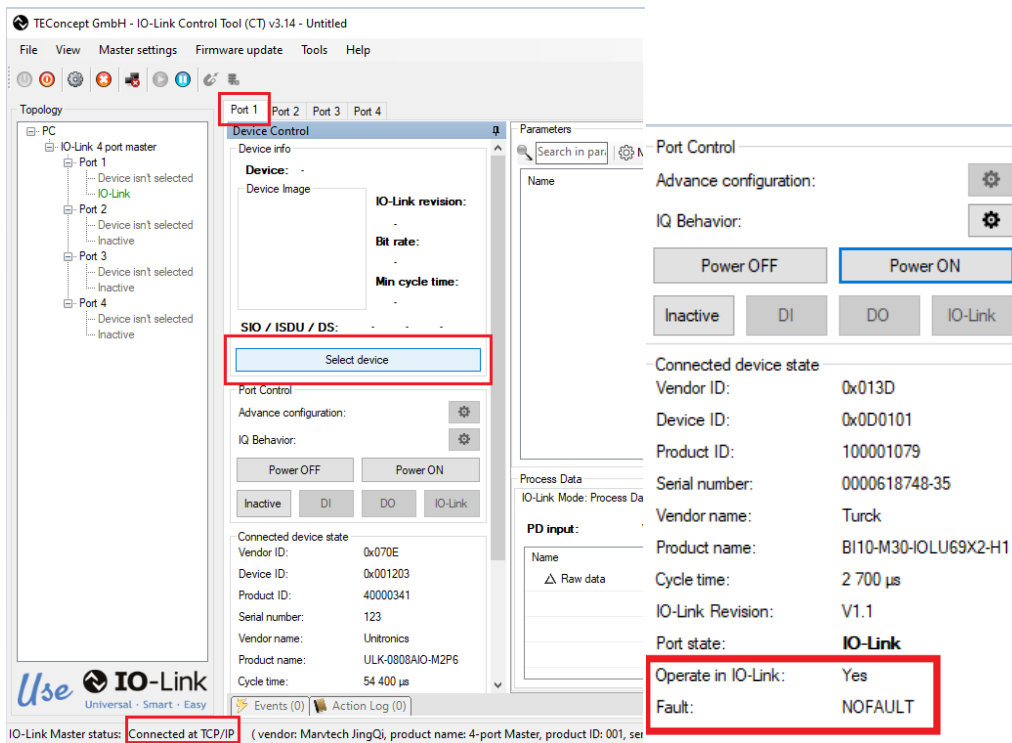 TEConcept GmbH - IO-Link Control Tool (CT) v3.14 - Untitled
File View Master settings Firmware update Tools Help
Topology
PC
IO-Link 4 port master
Port 1
Device isn't selected
IO-Link
Port 2
Device isn't selected
Inactive
Port 3
Device isn't selected
Inactive
Port 4
Device isn't selected
Inactive
Use IO-Link
Universal · Smart · Easy
Port 1 Port 2 Port 3 Port 4
Device Control
Device info
Device: -
Device Image
IO-Link revision:
-
Bit rate:
-
Min cycle time:
-
SIO / ISDU / DS: - - -
Select device
Port Control
Advance configuration:
IQ Behavior:
Power OFF Power ON
Inactive DI DO IO-Link
Connected device state
Vendor ID: 0x070E
Device ID: 0x001203
Product ID: 40000341
Serial number: 123
Vendor name: Unitronics
Product name: ULK-0808AIO-M2P6
Cycle time: 54 400 µs
Events (0) Action Log (0)
Parameters
Search in par
Name
Process Data
IO-Link Mode: Process Da
PD input:
Name
Raw data
IO-Link Master status: Connected at TCP/IP ( vendor: Marvtech JingQi, product name: 4-port Master, product ID: 001, ser
Port Control
Advance configuration:
IQ Behavior:
Power OFF Power ON
Inactive DI DO IO-Link
Connected device state
Vendor ID: 0x013D
Device ID: 0x0D0101
Product ID: 100001079
Serial number: 0000618748-35
Vendor name: Turck
Product name: BI10-M30-IOLU69X2-H1
Cycle time: 2 700 µs
IO-Link Revision: V1.1
Port state: IO-Link
Operate in IO-Link: Yes
Fault: NOFAULT